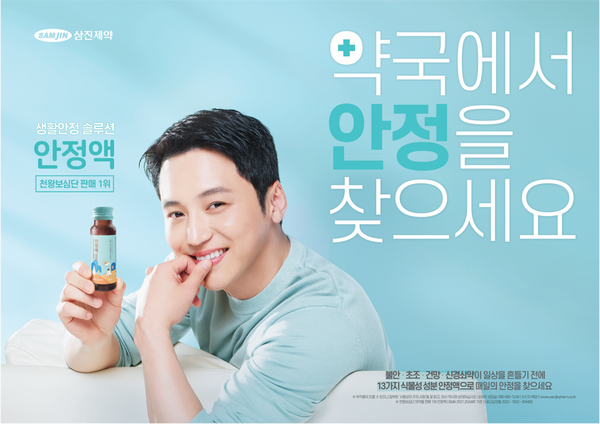 SAMJIN 삼진제약
약국에서
안정을
찾으세요
생활안정 솔루션
안정액
천왕보심단 판매 1위
불안 · 초조 · 건망 · 신경쇠약이 일상을 흔들기 전에
13가지 식물성 성분 안정액으로 매일의 안정을 찾으세요